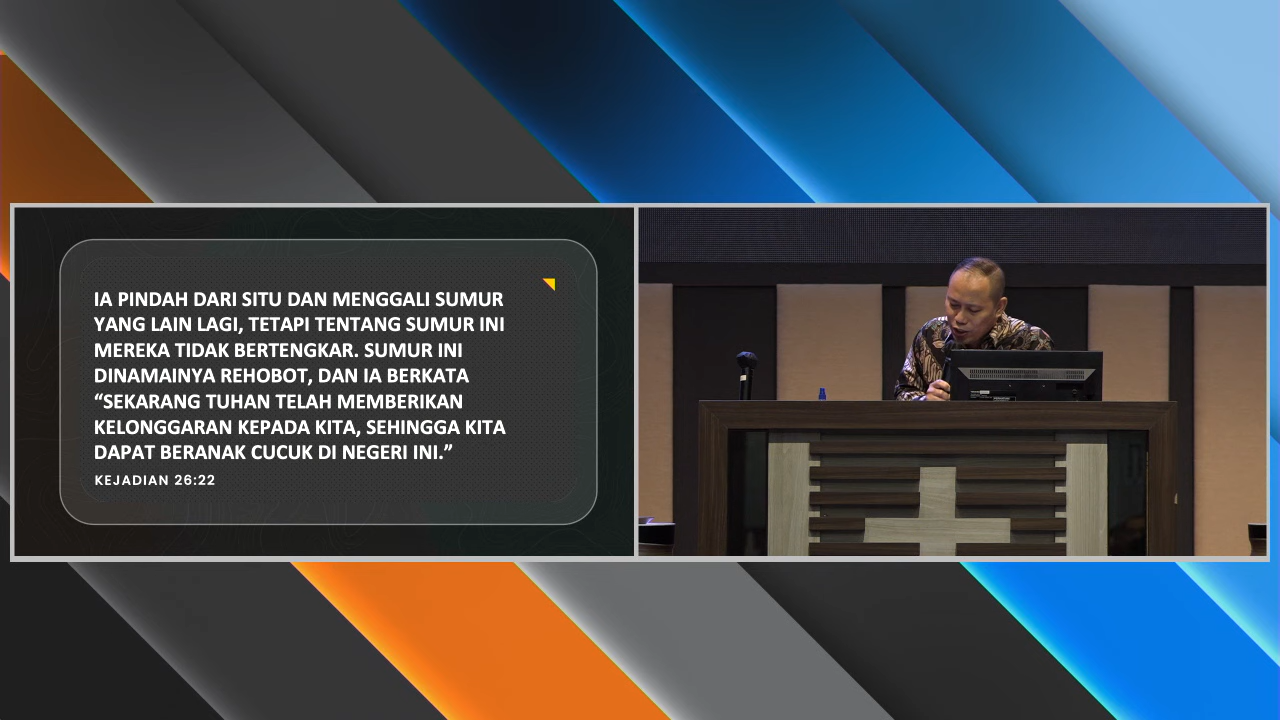 IA PINDAH DARI SITU DAN MENGGALI SUMUR
YANG LAIN LAGI, TETAPI TENTANG SUMUR INI
MEREKA TIDAK BERTENGKAR. SUMUR INI
DINAMAINYA REHOBOT, DAN IA BERKATA
“SEKARANG TUHAN TELAH MEMBERIKAN
KELONGGARAN KEPADA KITA, SEHINGGA KITA
DAPAT BERANAK CUCUK DI NEGERI INI.”
KEJADIAN 26:22